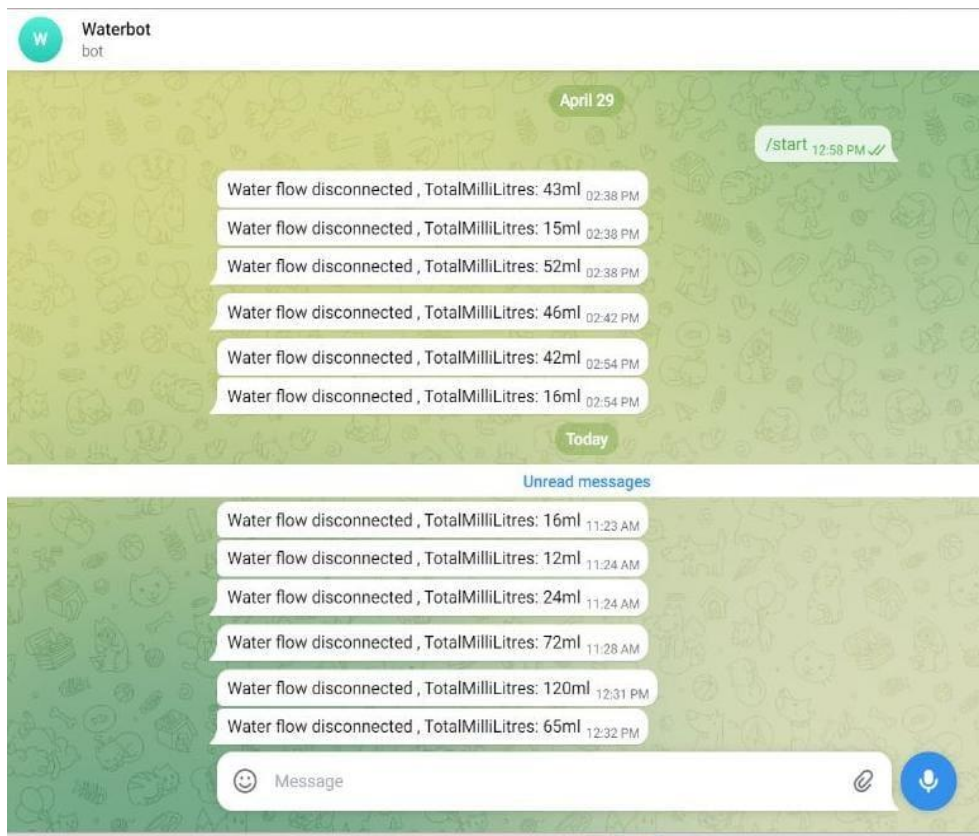 W
Waterbot
bot
April 29
/start 12:58 PM
Water flow disconnected , TotalMilliLitres: 43ml 02:38 PM
Water flow disconnected , TotalMilliLitres: 15ml 02:38 PM
Water flow disconnected , TotalMilliLitres: 52ml 02:38 PM
Water flow disconnected , TotalMilliLitres: 46ml 02:42 PM
Water flow disconnected , TotalMilliLitres: 42ml 02:54 PM
Water flow disconnected , TotalMilliLitres: 16ml 02:54 PM
Today
Unread messages
Water flow disconnected , TotalMilliLitres: 16ml 11:23 AM
Water flow disconnected , TotalMilliLitres: 12ml 11:24 AM
Water flow disconnected , TotalMilliLitres: 24ml 11:24 AM
Water flow disconnected , TotalMilliLitres: 72ml 11:28 AM
Water flow disconnected , TotalMilliLitres: 120ml 12:31 PM
Water flow disconnected , TotalMilliLitres: 65ml 12:32 PM
Message